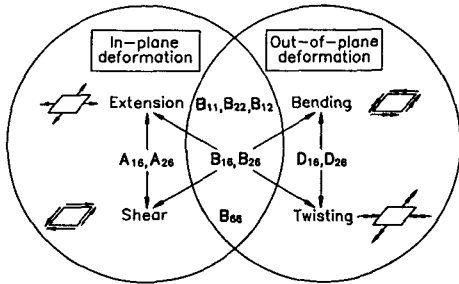 In-plane
deformation
Out-of-plane
deformation
Extension
B11,B22,B12
Bending
A16,A26
B16,B26
D16,D26
Shear
B66
Twisting